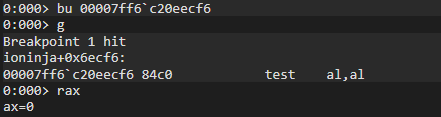 0:000> bu 00007ff6`c20eecf6
0:000> g
Breakpoint 1 hit
ioninja+0x6ecf6:
00007ff6`c20eecf6 84c0            test    al,al
0:000> rax
ax=0